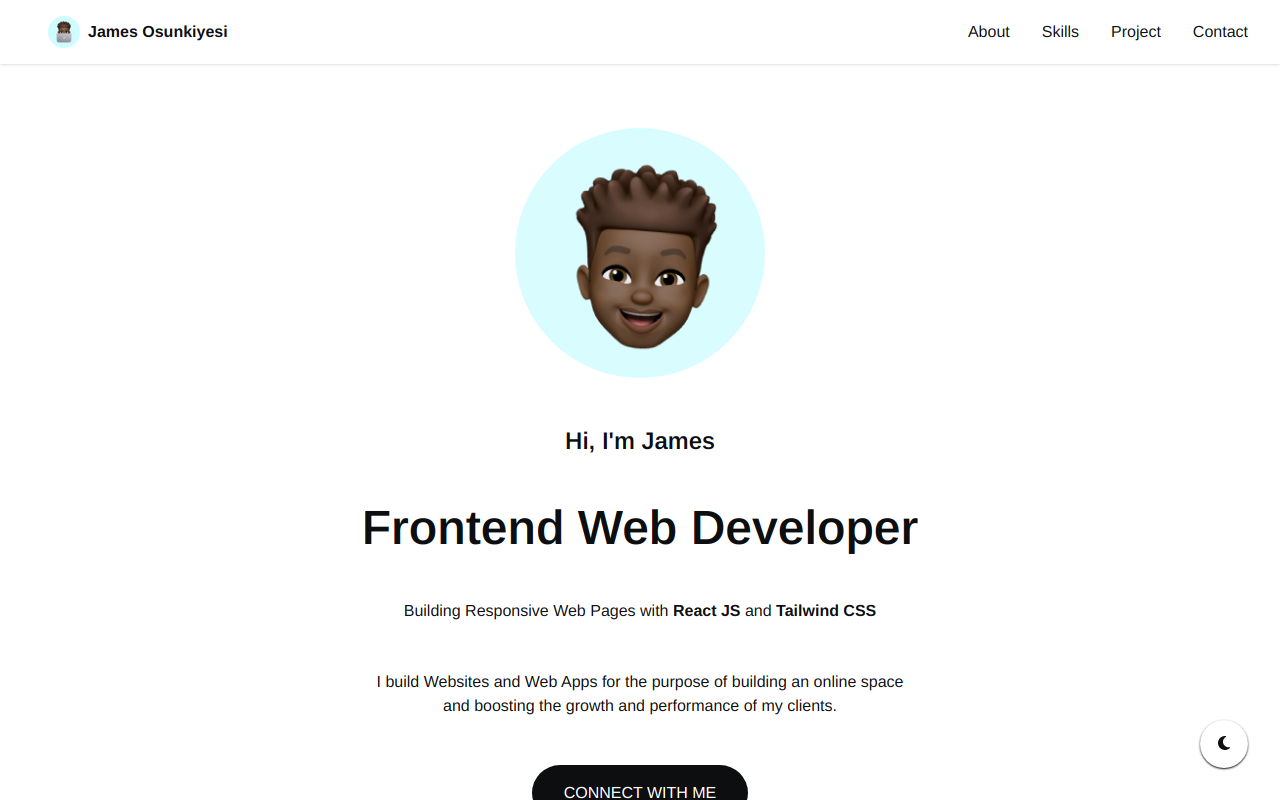 James Osunkiyesi
About
Skills
Project
Contact
Hi, I'm James
Frontend Web Developer
Building Responsive Web Pages with React JS and Tailwind CSS
I build Websites and Web Apps for the purpose of building an online space
and boosting the growth and performance of my clients.
CONNECT WITH ME